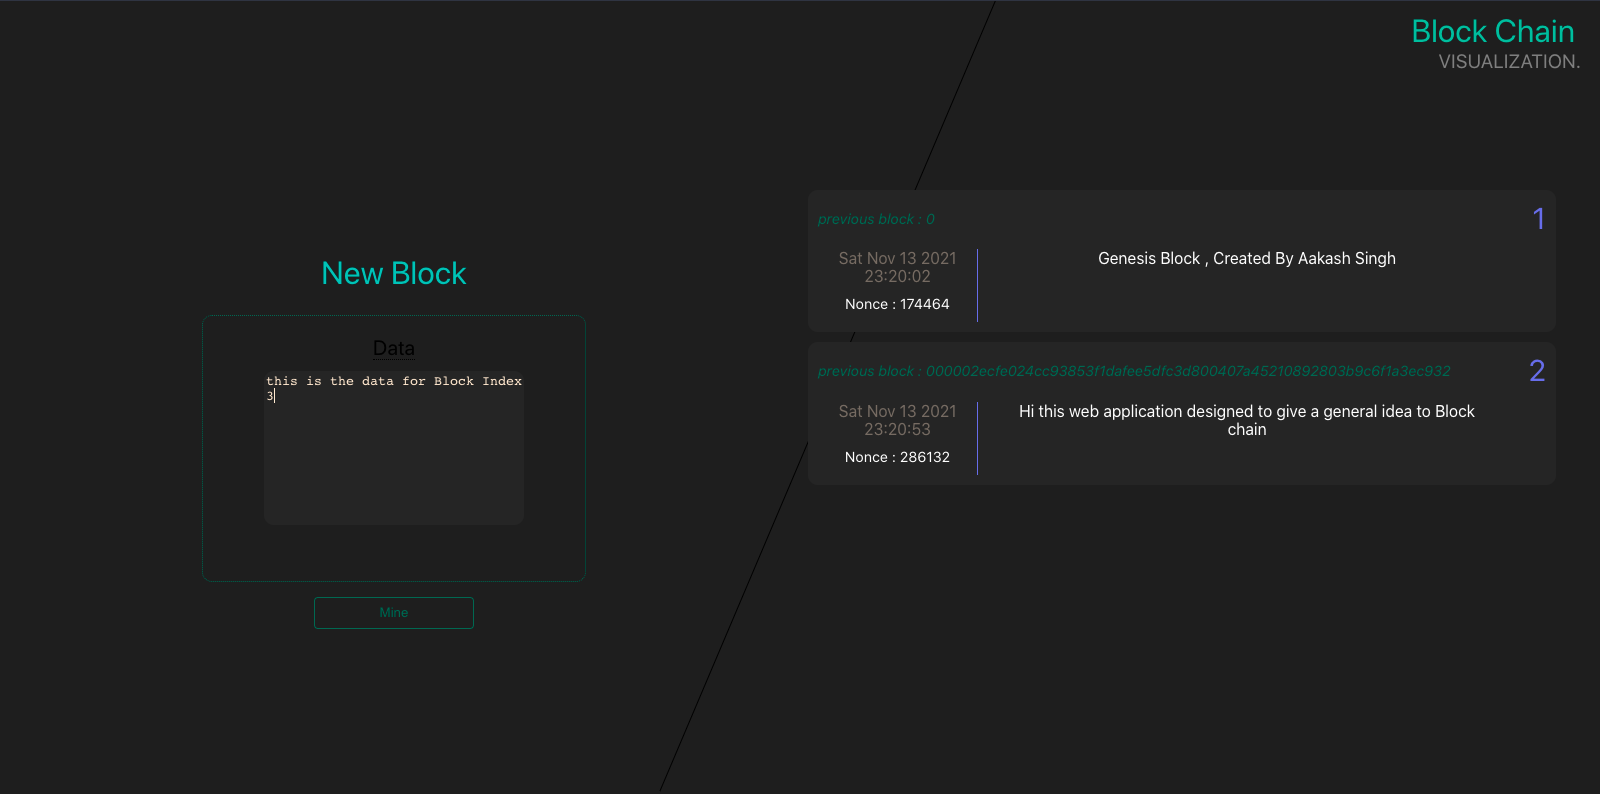 Block Chain
VISUALIZATION.
New Block
Data
this is the data for Block Index
3
Mine
previous block : 0
1
Sat Nov 13 2021
23:20:02
Nonce : 174464
Genesis Block , Created By Aakash Singh
previous block : 000002ecfe024cc93853f1dafee5dfc3d800407a45210892803b9c6f1a3ec932
2
Sat Nov 13 2021
23:20:53
Nonce : 286132
Hi this web application designed to give a general idea to Block
chain